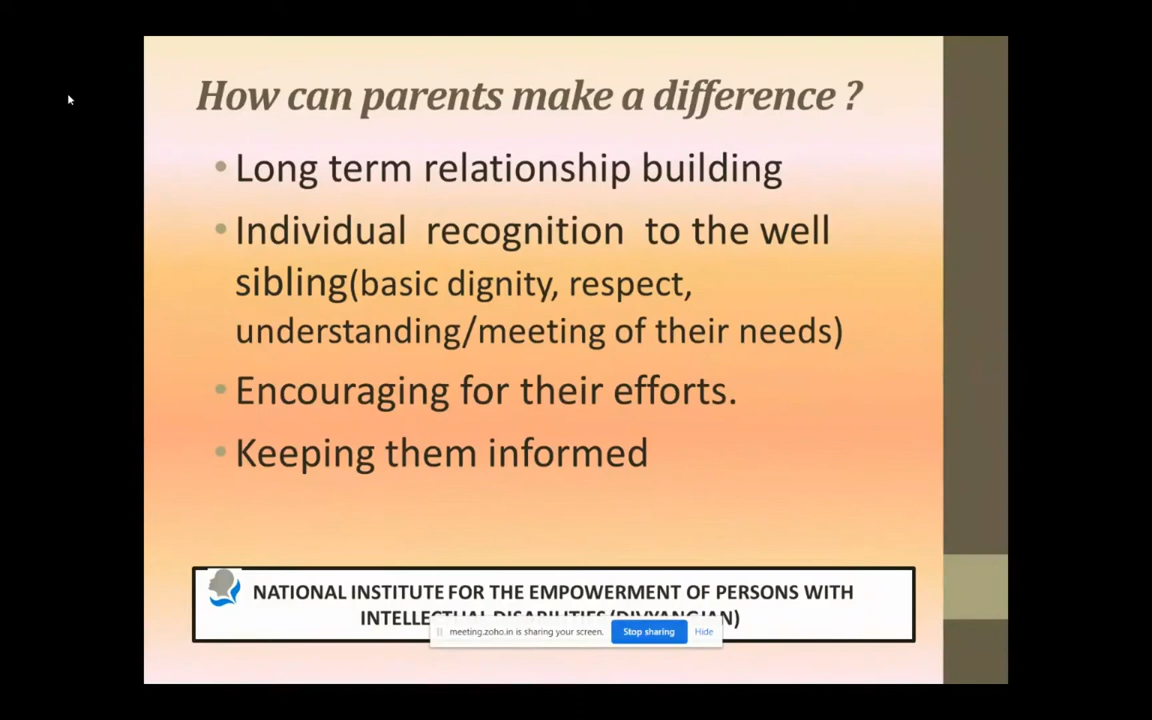 How can parents make a difference ?
• Long term relationship building
• Individual recognition to the well
sibling(basic dignity, respect,
understanding/meeting of their needs)
• Encouraging for their efforts.
• Keeping them informed
NATIONAL INSTITUTE FOR THE EMPOWERMENT OF PERSONS WITH
INTELLECTUAL DISABILITIES (DIVYANGJAN)
meeting.zoho.in is sharing your screen. Stop sharing Hide